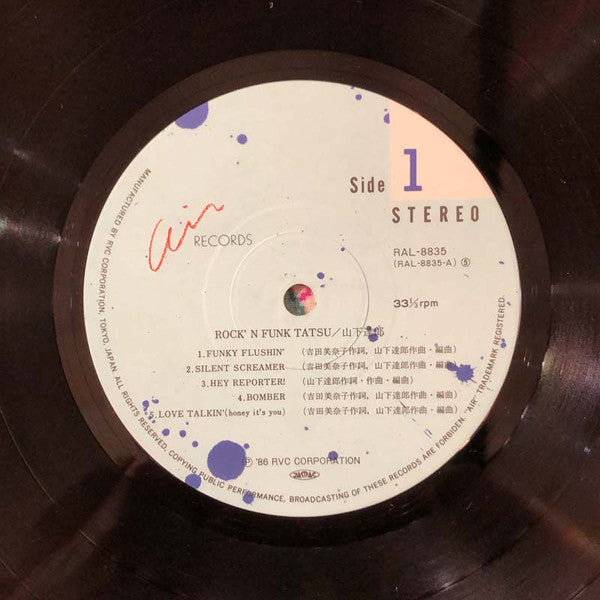 Side 1
STEREO
Air RECORDS
RAL-8835
(RAL-8835-A) Ⓢ
33⅓rpm
ROCK' N FUNK TATSU／山下達郎
1. FUNKY FLUSHIN' (吉田美奈子作詞, 山下達郎作曲・編曲)
2. SILENT SCREAMER (吉田美奈子作詞, 山下達郎作曲・編曲)
3. HEY REPORTER! (山下達郎作詞・作曲・編曲)
4. BOMBER (吉田美奈子作詞, 山下達郎作曲・編曲)
5. LOVE TALKIN' (honey it's you) (吉田美奈子作詞, 山下達郎作曲・編曲)
Ⓟ '86 RVC CORPORATION
JASRAC
MANUFACTURED BY RVC CORPORATION, TOKYO, JAPAN. ALL RIGHTS RESERVED. COPYING PUBLIC PERFORMANCE, BROADCASTING OF THESE RECORDS ARE FORBIDDEN. "AIR" TRADEMARK REGISTERED.